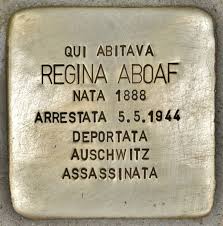 QUI ABITAVA
REGINA ABOAF
NATA 1888
ARRESTATA 5.5.1944
DEPORTATA
AUSCHWITZ
ASSASSINATA